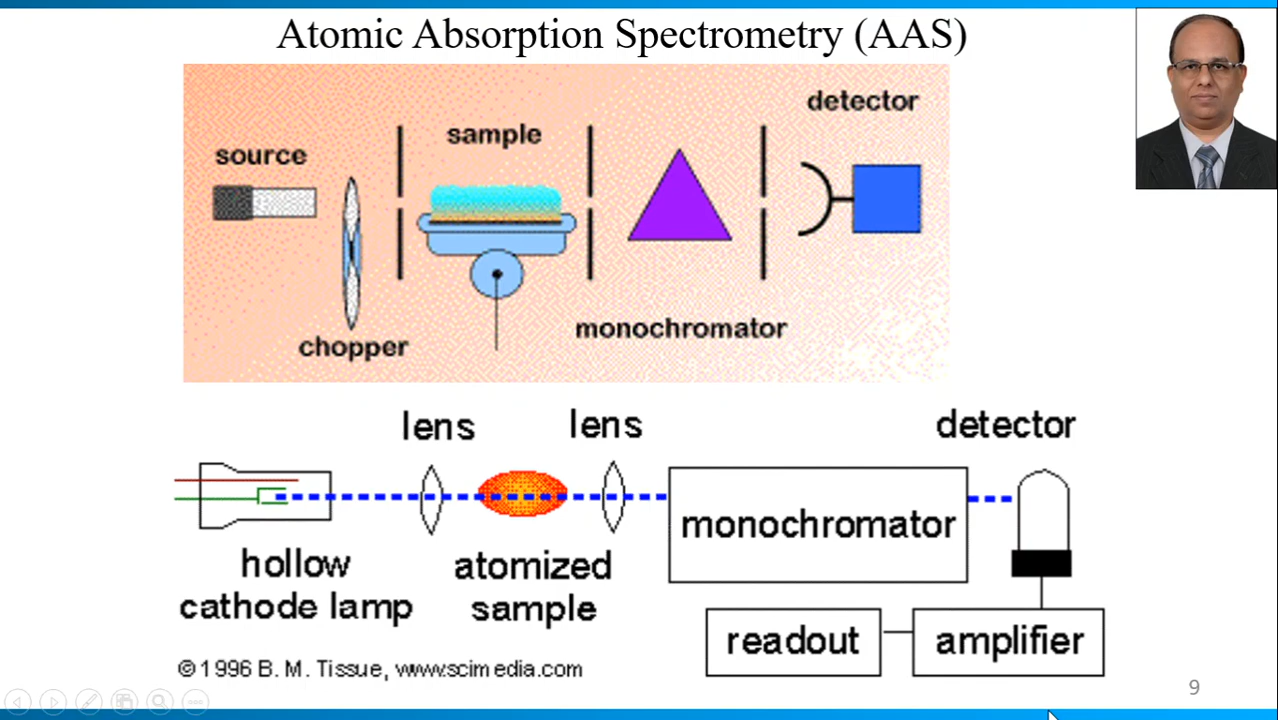 Atomic Absorption Spectrometry (AAS)
detector
sample
source
monochromator
chopper
lens
lens
detector
monochromator
hollow
cathode lamp
atomized
sample
readout
amplifier
© 1996 B. M. Tissue, www.scimedia.com
9